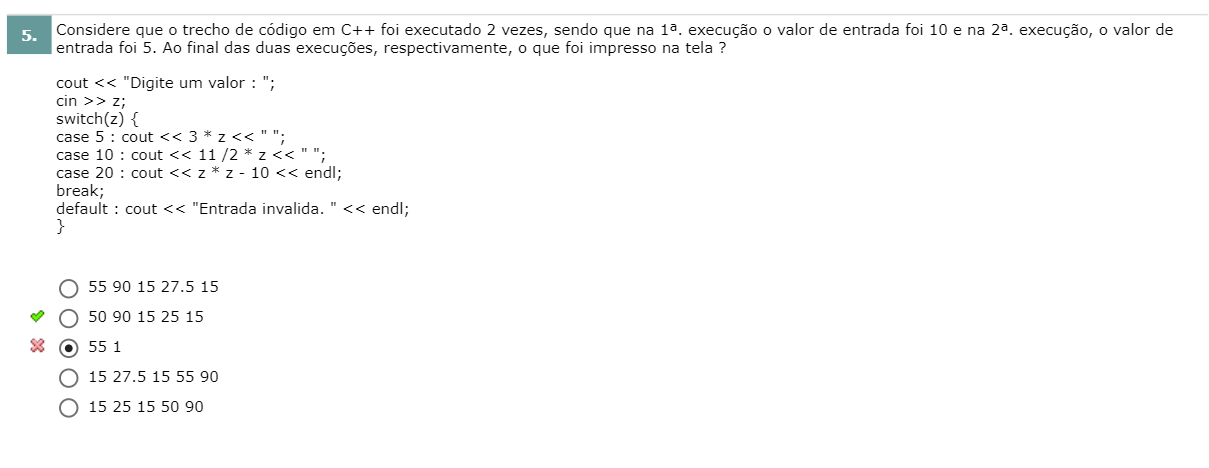 5.
Considere que o trecho de código em C++ foi executado 2 vezes, sendo que na 1ª. execução o valor de entrada foi 10 e na 2ª. execução, o valor de
entrada foi 5. Ao final das duas execuções, respectivamente, o que foi impresso na tela ?
cout << "Digite um valor : ";
cin >> z;
switch(z) {
case 5 : cout << 3 * z << " ";
case 10 : cout << 11 /2 * z << " ";
case 20 : cout << z * z - 10 << endl;
break;
default : cout << "Entrada invalida. " << endl;
}
55 90 15 27.5 15
50 90 15 25 15
55 1
15 27.5 15 55 90
15 25 15 50 90